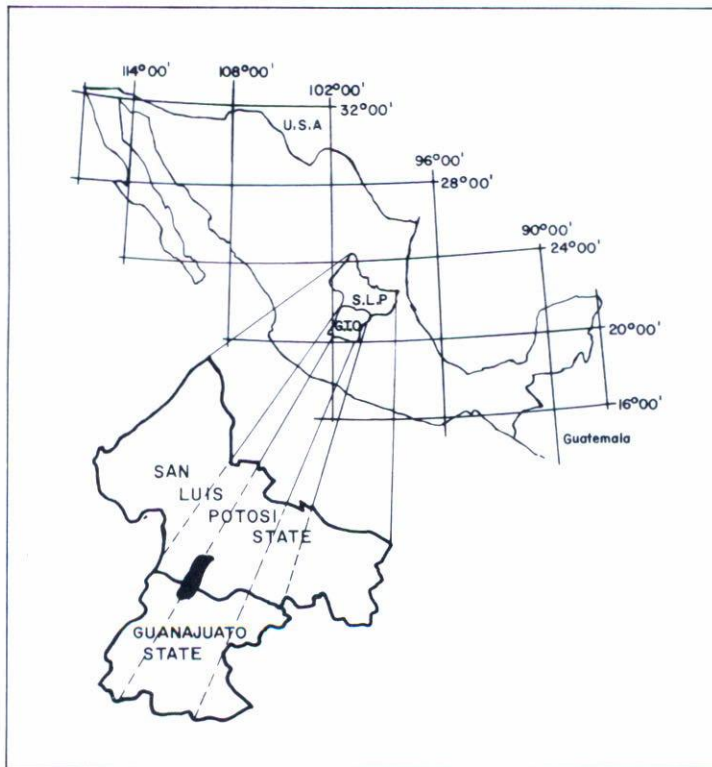 114°00'
108°00'
102°00'
32°00'
U.S.A
96°00'
28°00'
90°00'
24°00'
S.L.P
GTO
20°00'
16°00'
Guatemala
SAN
LUIS
POTOSI
STATE
GUANAJUATO
STATE